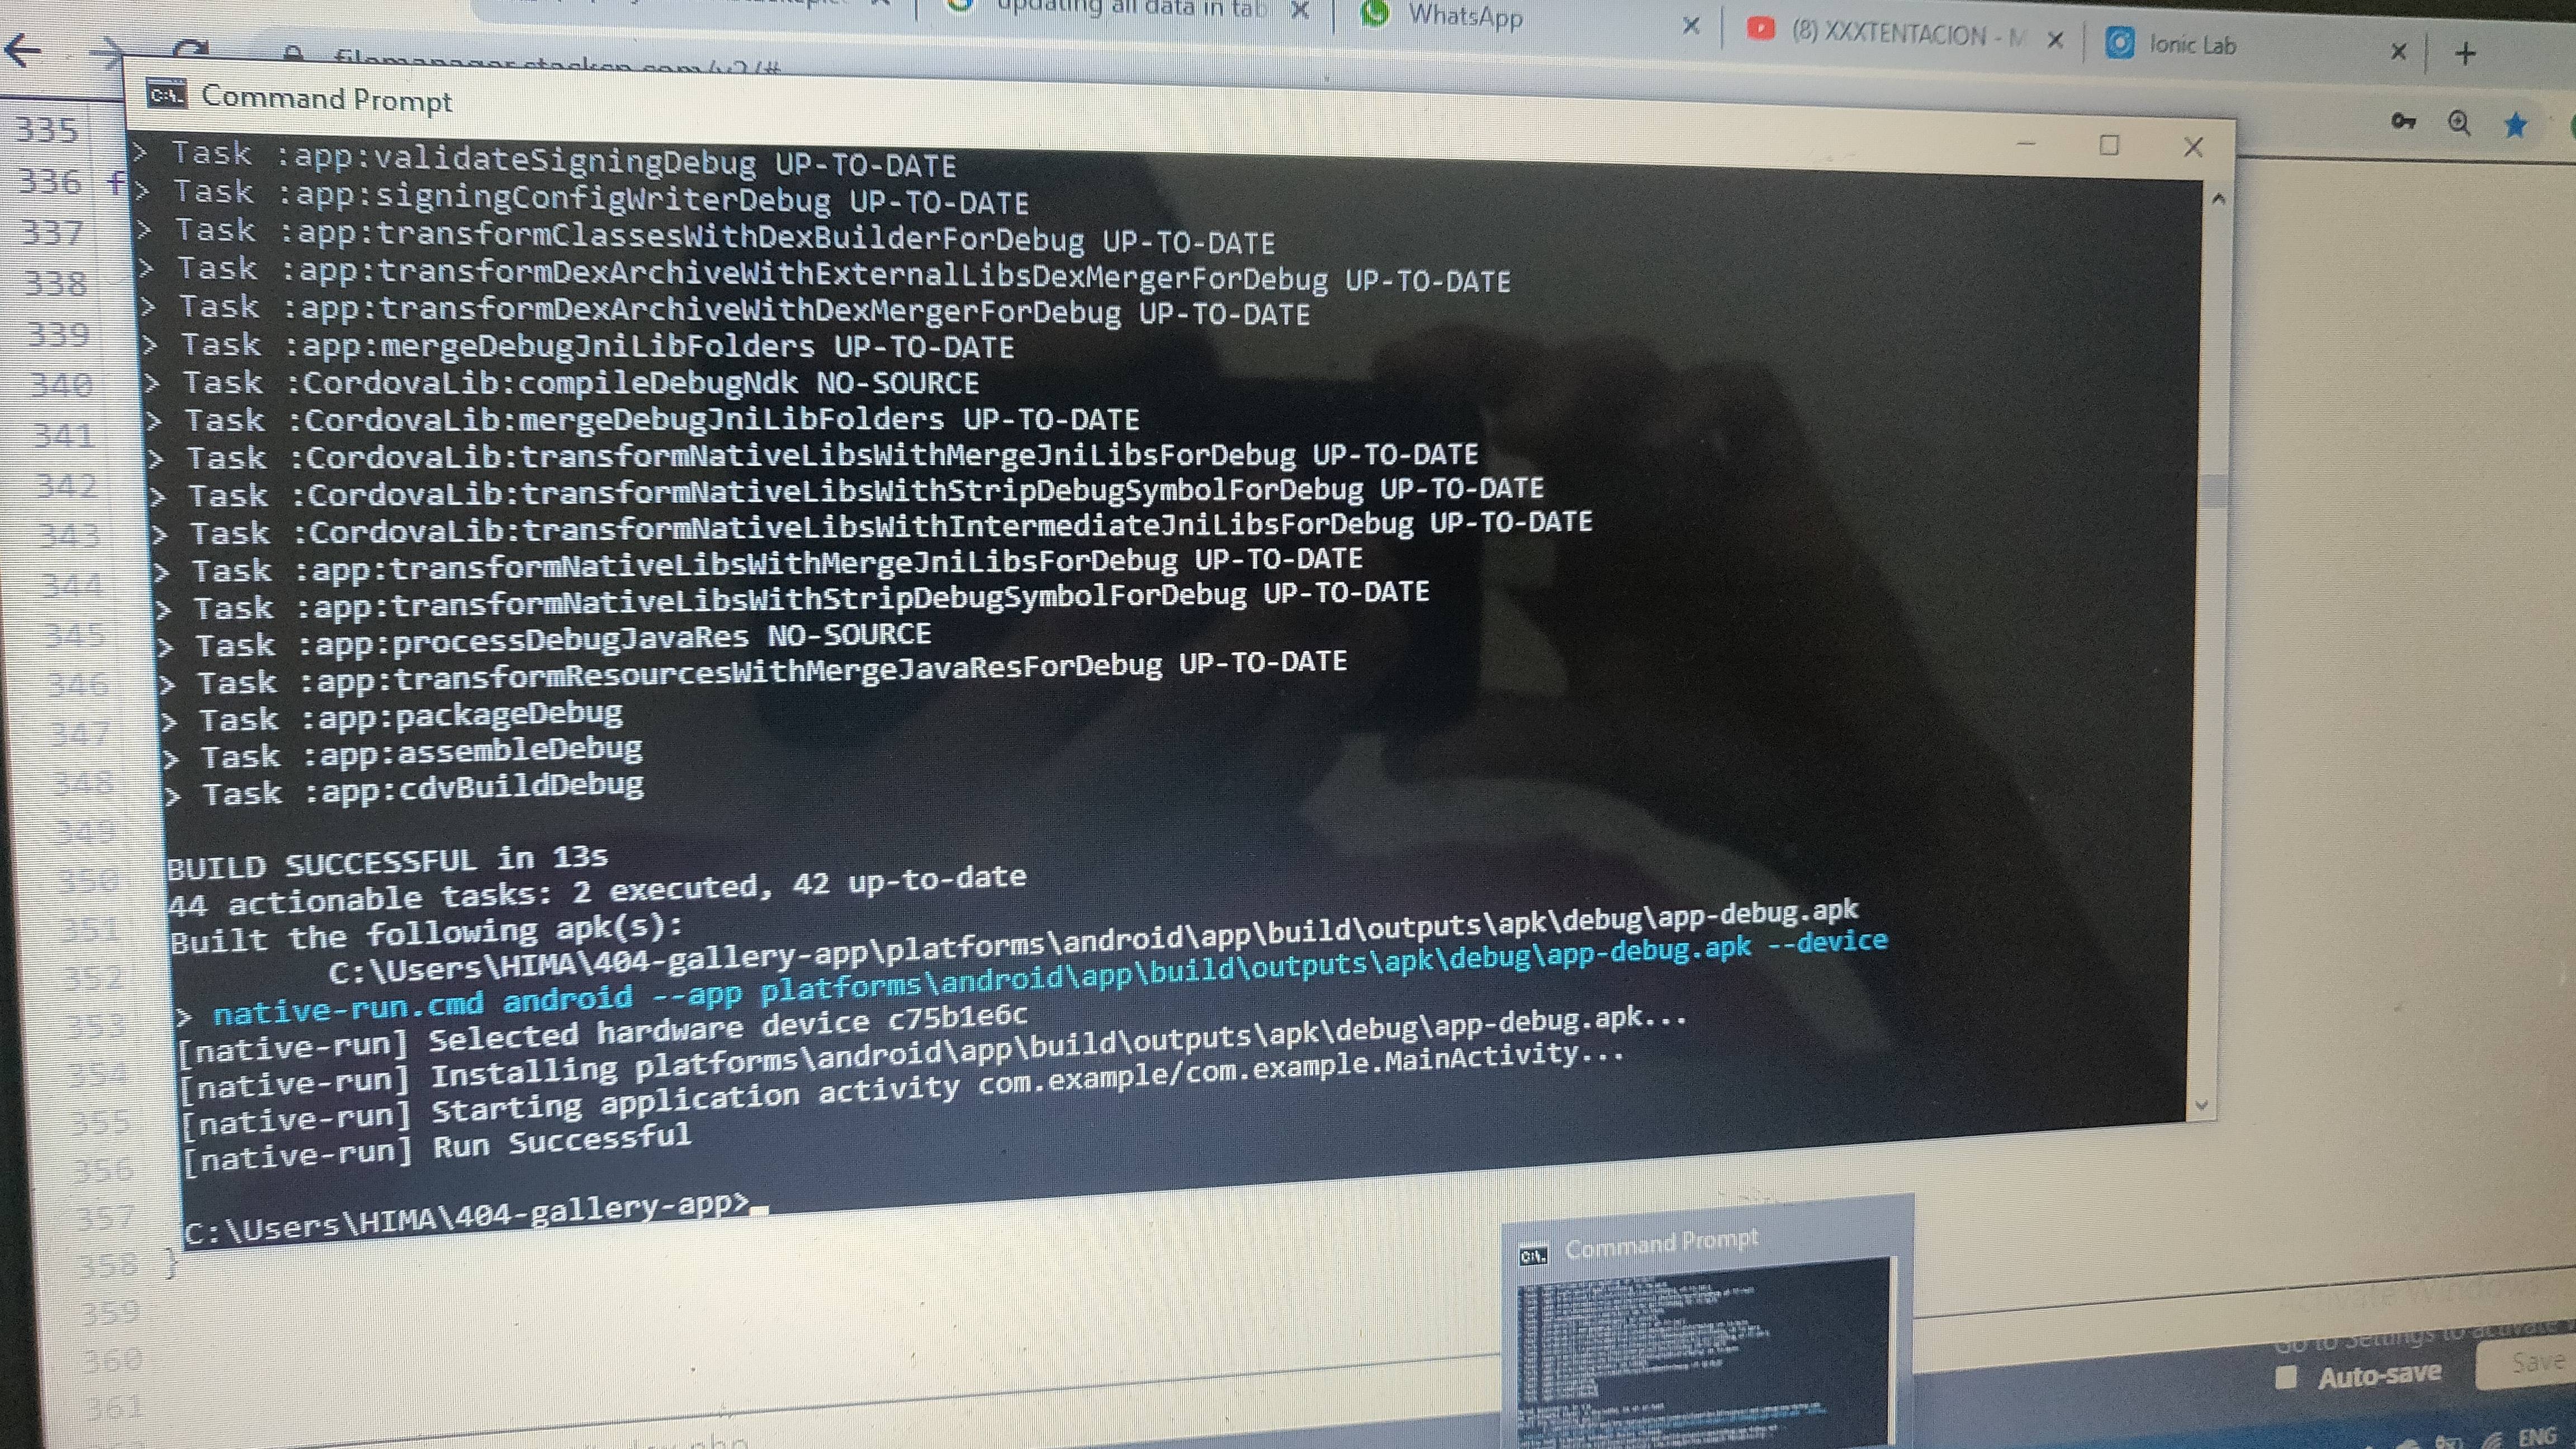 updating all data in tab
WhatsApp
(8) XXXTENTACION - M
Ionic Lab
Command Prompt
335
336 f
337
338
339
340
341
342
343
344
345
346
347
348
349
350
351
352
353
354
355
356
357
358 }
359
360
361
> Task :app:validateSigningDebug UP-TO-DATE
> Task :app:signingConfigWriterDebug UP-TO-DATE
> Task :app:transformClassesWithDexBuilderForDebug UP-TO-DATE
> Task :app:transformDexArchiveWithExternalLibsDexMergerForDebug UP-TO-DATE
> Task :app:transformDexArchiveWithDexMergerForDebug UP-TO-DATE
> Task :app:mergeDebugJniLibFolders UP-TO-DATE
> Task :CordovaLib:compileDebugNdk NO-SOURCE
> Task :CordovaLib:mergeDebugJniLibFolders UP-TO-DATE
> Task :CordovaLib:transformNativeLibsWithMergeJniLibsForDebug UP-TO-DATE
> Task :CordovaLib:transformNativeLibsWithStripDebugSymbolForDebug UP-TO-DATE
> Task :CordovaLib:transformNativeLibsWithIntermediateJniLibsForDebug UP-TO-DATE
> Task :app:transformNativeLibsWithMergeJniLibsForDebug UP-TO-DATE
> Task :app:transformNativeLibsWithStripDebugSymbolForDebug UP-TO-DATE
> Task :app:processDebugJavaRes NO-SOURCE
> Task :app:transformResourcesWithMergeJavaResForDebug UP-TO-DATE
> Task :app:packageDebug
> Task :app:assembleDebug
> Task :app:cdvBuildDebug
BUILD SUCCESSFUL in 13s
44 actionable tasks: 2 executed, 42 up-to-date
Built the following apk(s):
C:\Users\HIMA\404-gallery-app\platforms\android\app\build\outputs\apk\debug\app-debug.apk
> native-run.cmd android --app platforms\android\app\build\outputs\apk\debug\app-debug.apk --device
[native-run] Selected hardware device c75b1e6c
[native-run] Installing platforms\android\app\build\outputs\apk\debug\app-debug.apk...
[native-run] Starting application activity com.example/com.example.MainActivity...
[native-run] Run Successful
C:\Users\HIMA\404-gallery-app>
Command Prompt
Go to Settings to activate
Auto-save
Save
ENG